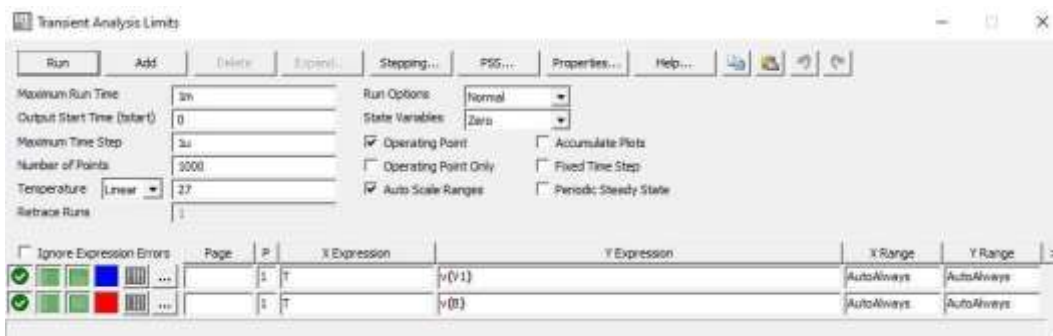 Transient Analysis Limits
Run Add Delete Expand... Stepping... PSS... Properties... Help...
Maximum Run Time 1m Run Options Normal
Output Start Time (tstart) 0 State Variables Zero
Maximum Time Step 1u Operating Point Accumulate Plots
Number of Points 1000 Operating Point Only Fixed Time Step
Temperature Linear 27 Auto Scale Ranges Periodic Steady State
Retrace Runs 1
Ignore Expression Errors Page P X Expression Y Expression X Range Y Range
... 1 T v(V1) AutoAlways AutoAlways
... 1 T v(B) AutoAlways AutoAlways